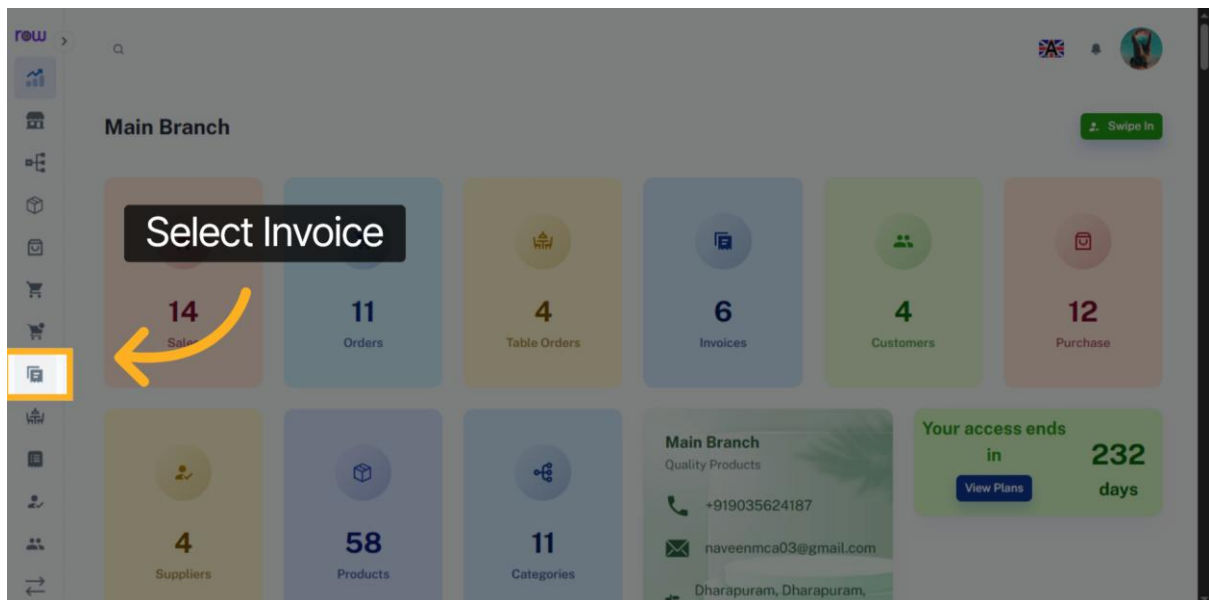 row
A
Main Branch
Swipe In
Select Invoice
14
Sales
11
Orders
4
Table Orders
6
Invoices
4
Customers
12
Purchase
4
Suppliers
58
Products
11
Categories
Main Branch
Quality Products
+919035624187
naveenmca03@gmail.com
Dharapuram, Dharapuram,
Your access ends
in
View Plans
232
days